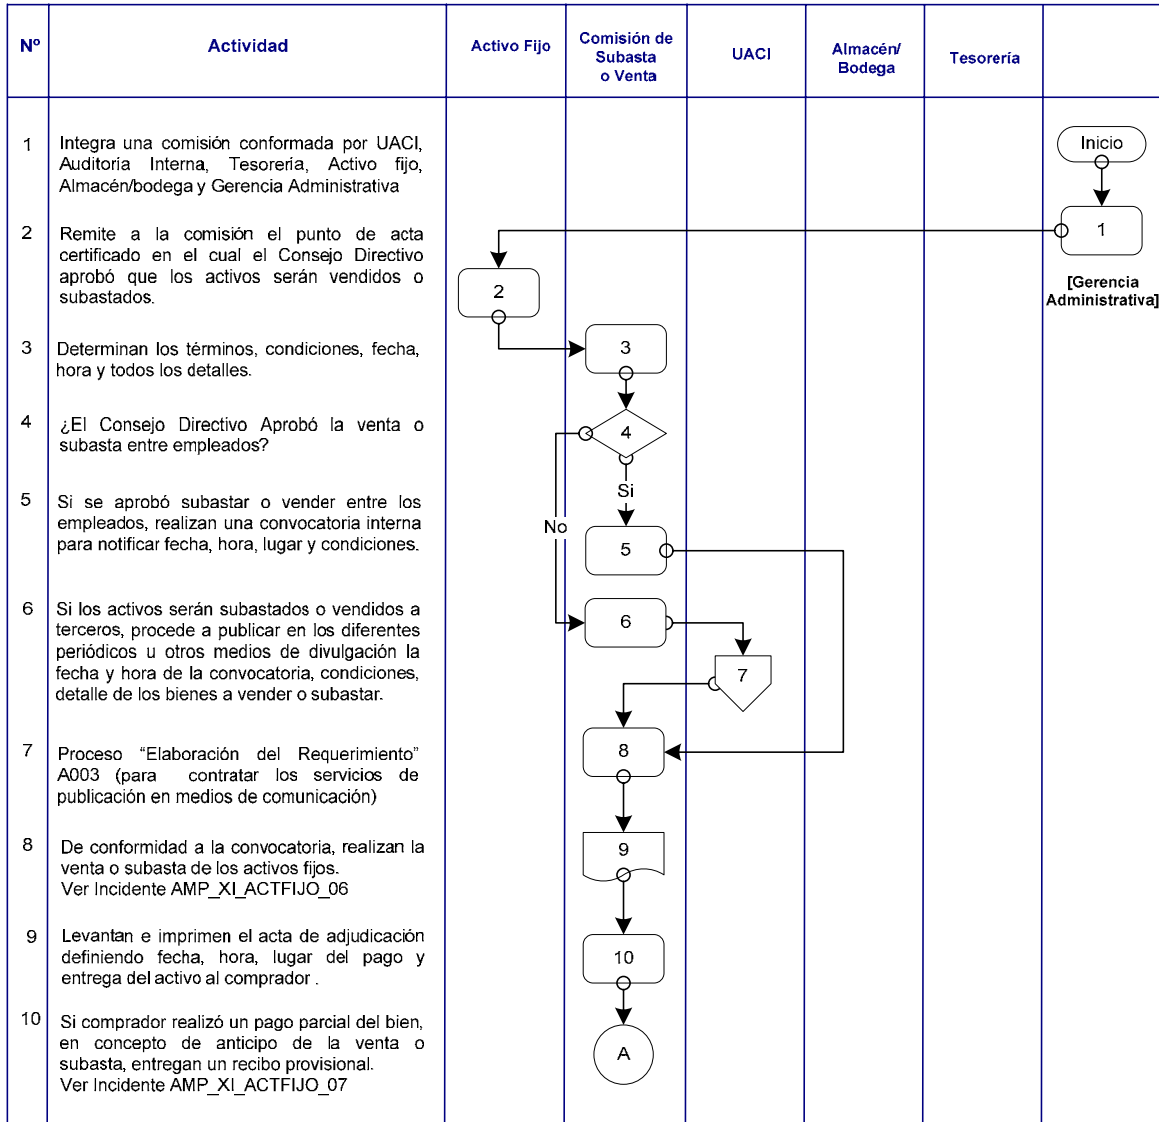 Nº
Actividad
Activo Fijo
Comisión de
Subasta
o Venta
UACI
Almacén/
Bodega
Tesorería
1
Integra una comisión conformada por UACI,
Auditoría Interna, Tesorería, Activo fijo,
Almacén/bodega y Gerencia Administrativa
2
Remite a la comisión el punto de acta
certificado en el cual el Consejo Directivo
aprobó que los activos serán vendidos o
subastados.
3
Determinan los términos, condiciones, fecha,
hora y todos los detalles.
4
¿El Consejo Directivo Aprobó la venta o
subasta entre empleados?
5
Si se aprobó subastar o vender entre los
empleados, realizan una convocatoria interna
para notificar fecha, hora, lugar y condiciones.
6
Si los activos serán subastados o vendidos a
terceros, procede a publicar en los diferentes
periódicos u otros medios de divulgación la
fecha y hora de la convocatoria, condiciones,
detalle de los bienes a vender o subastar.
7
Proceso “Elaboración del Requerimiento”
A003 (para contratar los servicios de
publicación en medios de comunicación)
8
De conformidad a la convocatoria, realizan la
venta o subasta de los activos fijos.
Ver Incidente AMP_XI_ACTFIJO_06
9
Levantan e imprimen el acta de adjudicación
definiendo fecha, hora, lugar del pago y
entrega del activo al comprador .
10
Si comprador realizó un pago parcial del bien,
en concepto de anticipo de la venta o
subasta, entregan un recibo provisional.
Ver Incidente AMP_XI_ACTFIJO_07
Inicio
1
[Gerencia
Administrativa]
2
3
4
Si
No
5
6
7
8
9
10
A